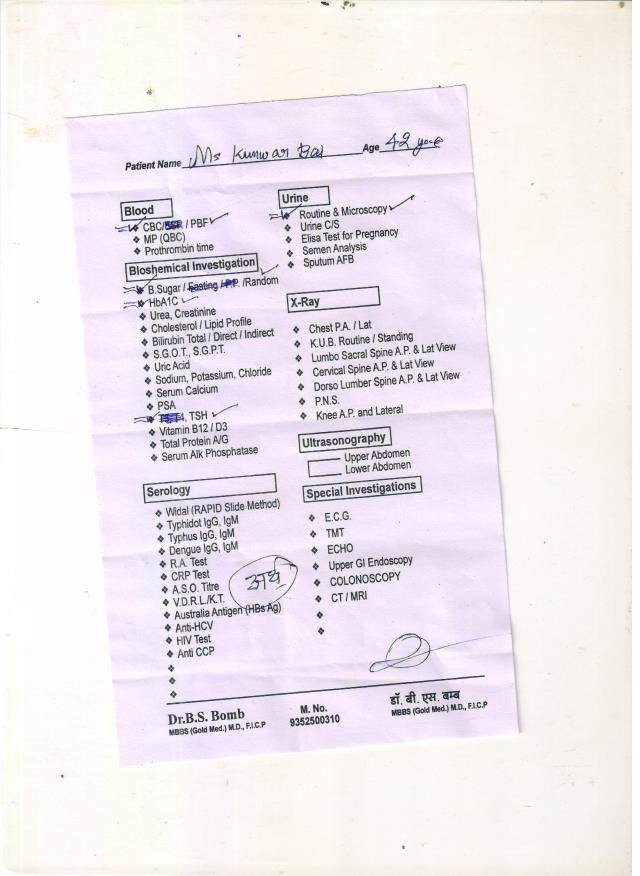 Patient Name Ms Kunwar Bai Age 42 year
Blood
CBC/ / PBF
MP (QBC)
Prothrombin time
Bioshemical Investigation
B.Sugar / Fasting / P.P. /Random
HbA1C
Urea, Creatinine
Cholesterol / Lipid Profile
Bilirubin Total / Direct / Indirect
S.G.O.T., S.G.P.T.
Uric Acid
Sodium, Potassium, Chloride
Serum Calcium
PSA
TSH
Vitamin B12 / D3
Total Protein A/G
Serum Alk Phosphatase
Serology
Widal (RAPID Slide Method)
Typhidot IgG, IgM
Typhus IgG, IgM
Dengue IgG, IgM
R.A. Test
CRP Test
A.S.O. Titre
V.D.R.L./K.T.
Australia Antigen (HBs Ag)
Anti-HCV
HIV Test
Anti CCP
Urine
Routine & Microscopy
Urine C/S
Elisa Test for Pregnancy
Semen Analysis
Sputum AFB
X-Ray
Chest P.A. / Lat
K.U.B. Routine / Standing
Lumbo Sacral Spine A.P. & Lat View
Cervical Spine A.P. & Lat View
Dorso Lumber Spine A.P. & Lat View
P.N.S.
Knee A.P. and Lateral
Ultrasonography
Upper Abdomen
Lower Abdomen
Special Investigations
E.C.G.
TMT
ECHO
Upper GI Endoscopy
COLONOSCOPY
CT / MRI
Dr.B.S. Bomb
MBBS (Gold Med.) M.D., F.I.C.P
M. No.
9352500310
डॉ. बी. एस. बम्ब
MBBS (Gold Med.) M.D., F.I.C.P